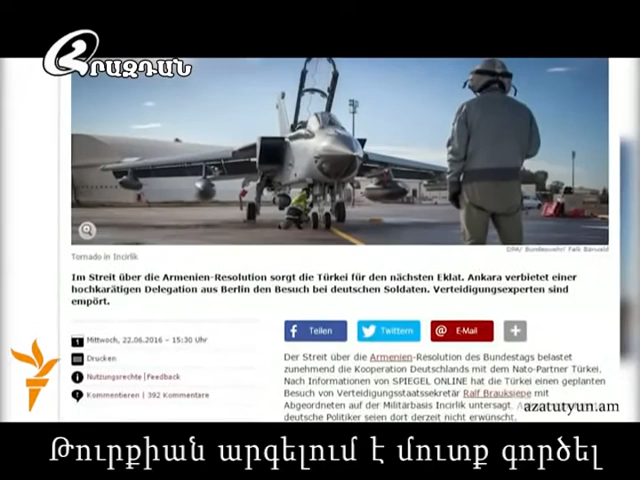 ՀՐԱԶԴԱՆ
DPA/ Bundeswehr/ Falk Bärwald
Tornado in Incirlik
Im Streit über die Armenien-Resolution sorgt die Türkei für den nächsten Eklat. Ankara verbietet einer
hochkarätigen Delegation aus Berlin den Besuch bei deutschen Soldaten. Verteidigungsexperten sind
empört.
Mittwoch, 22.06.2016 – 15:30 Uhr
Drucken
Nutzungsrechte | Feedback
Kommentieren | 392 Kommentare
Teilen
Twittern
E-Mail
Der Streit über die Armenien-Resolution des Bundestags belastet
zunehmend die Kooperation Deutschlands mit dem Nato-Partner Türkei.
Nach Informationen von SPIEGEL ONLINE hat die Türkei einen geplanten
Besuch von Verteidigungsstaatssekretär Ralf Brauksiepe mit
Abgeordneten auf der Militärbasis Incirlik untersagt.
deutsche Politiker seien dort derzeit nicht erwünscht.
azatutyun.am
Թուրքիան արգելում է մուտք գործել